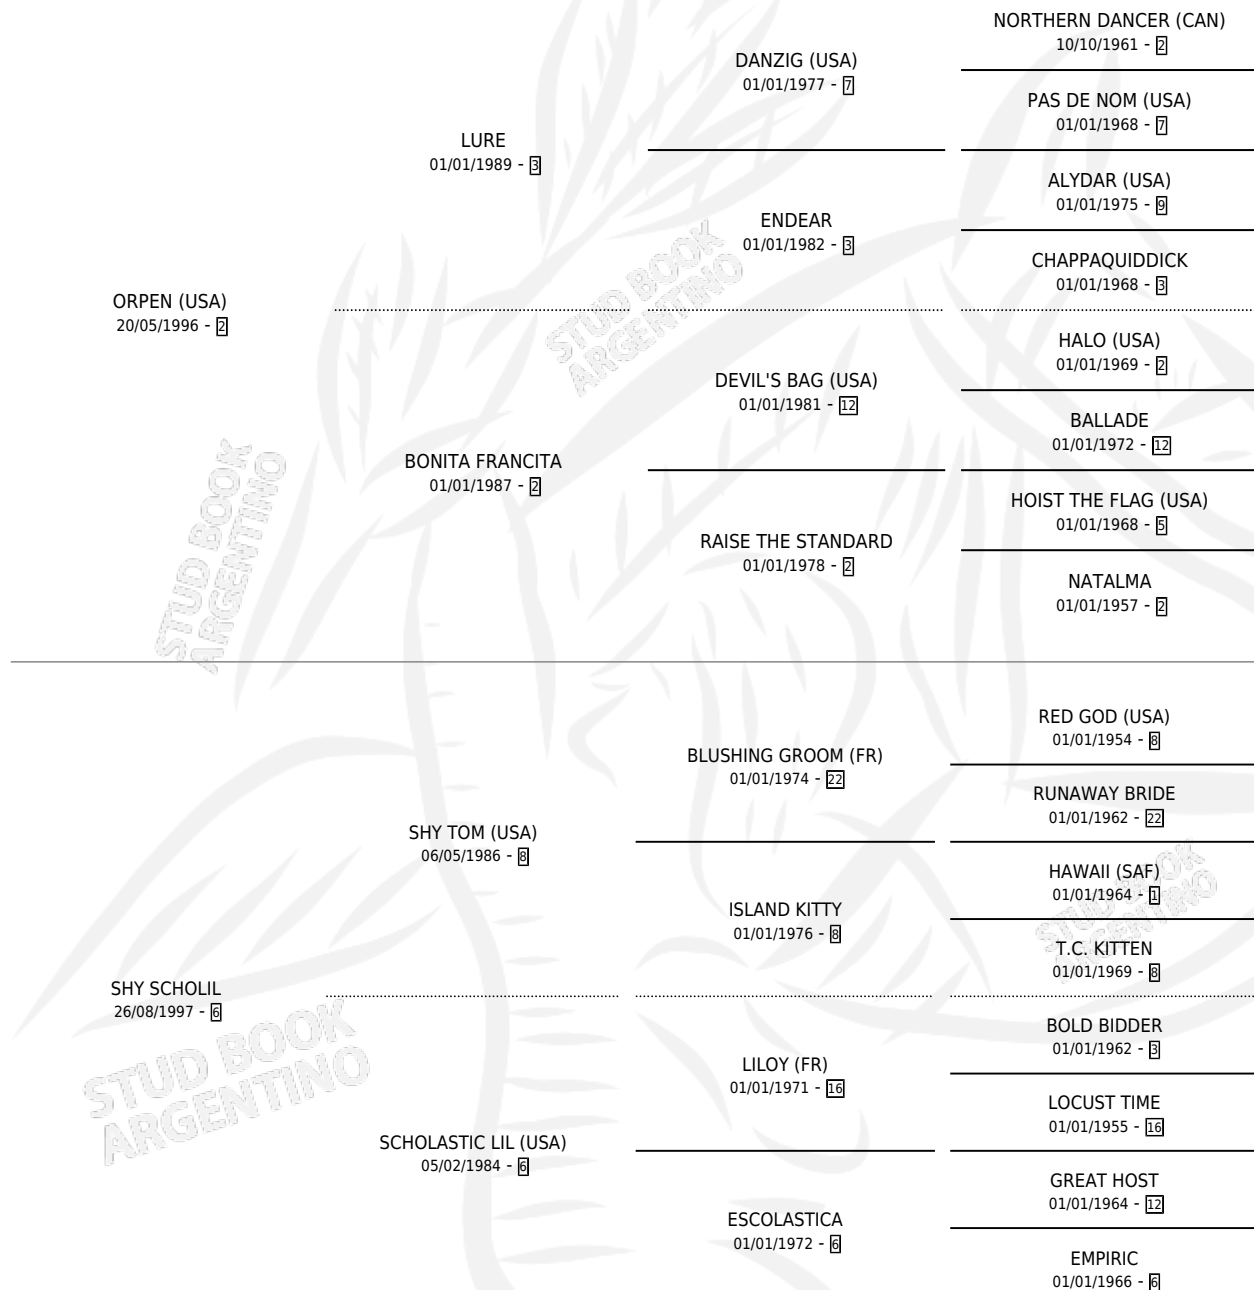 NORTHERN DANCER (CAN)
10/10/1961 - 2
DANZIG (USA)
01/01/1977 - 7
PAS DE NOM (USA)
01/01/1968 - 7
LURE
01/01/1989 - 3
ALYDAR (USA)
01/01/1975 - 9
ENDEAR
01/01/1982 - 3
CHAPPAQUIDDICK
01/01/1968 - 3
ORPEN (USA)
20/05/1996 - 2
STUD BOOK
ARGENTINO
HALO (USA)
01/01/1969 - 2
DEVIL'S BAG (USA)
01/01/1981 - 12
BALLADE
01/01/1972 - 12
BONITA FRANCITA
01/01/1987 - 2
HOIST THE FLAG (USA)
01/01/1968 - 5
RAISE THE STANDARD
01/01/1978 - 2
NATALMA
01/01/1957 - 2
STUD BOOK
ARGENTINO
RED GOD (USA)
01/01/1954 - 8
BLUSHING GROOM (FR)
01/01/1974 - 22
RUNAWAY BRIDE
01/01/1962 - 22
SHY TOM (USA)
06/05/1986 - 8
HAWAII (SAF)
01/01/1964 - 1
ISLAND KITTY
01/01/1976 - 8
T.C. KITTEN
01/01/1969 - 8
STUD BOOK
ARGENTINO
SHY SCHOLIL
26/08/1997 - 6
BOLD BIDDER
01/01/1962 - 3
LILOY (FR)
01/01/1971 - 16
LOCUST TIME
01/01/1955 - 16
STUD BOOK
ARGENTINO
SCHOLASTIC LIL (USA)
05/02/1984 - 6
GREAT HOST
01/01/1964 - 12
ESCOLASTICA
01/01/1972 - 6
EMPIRIC
01/01/1966 - 6